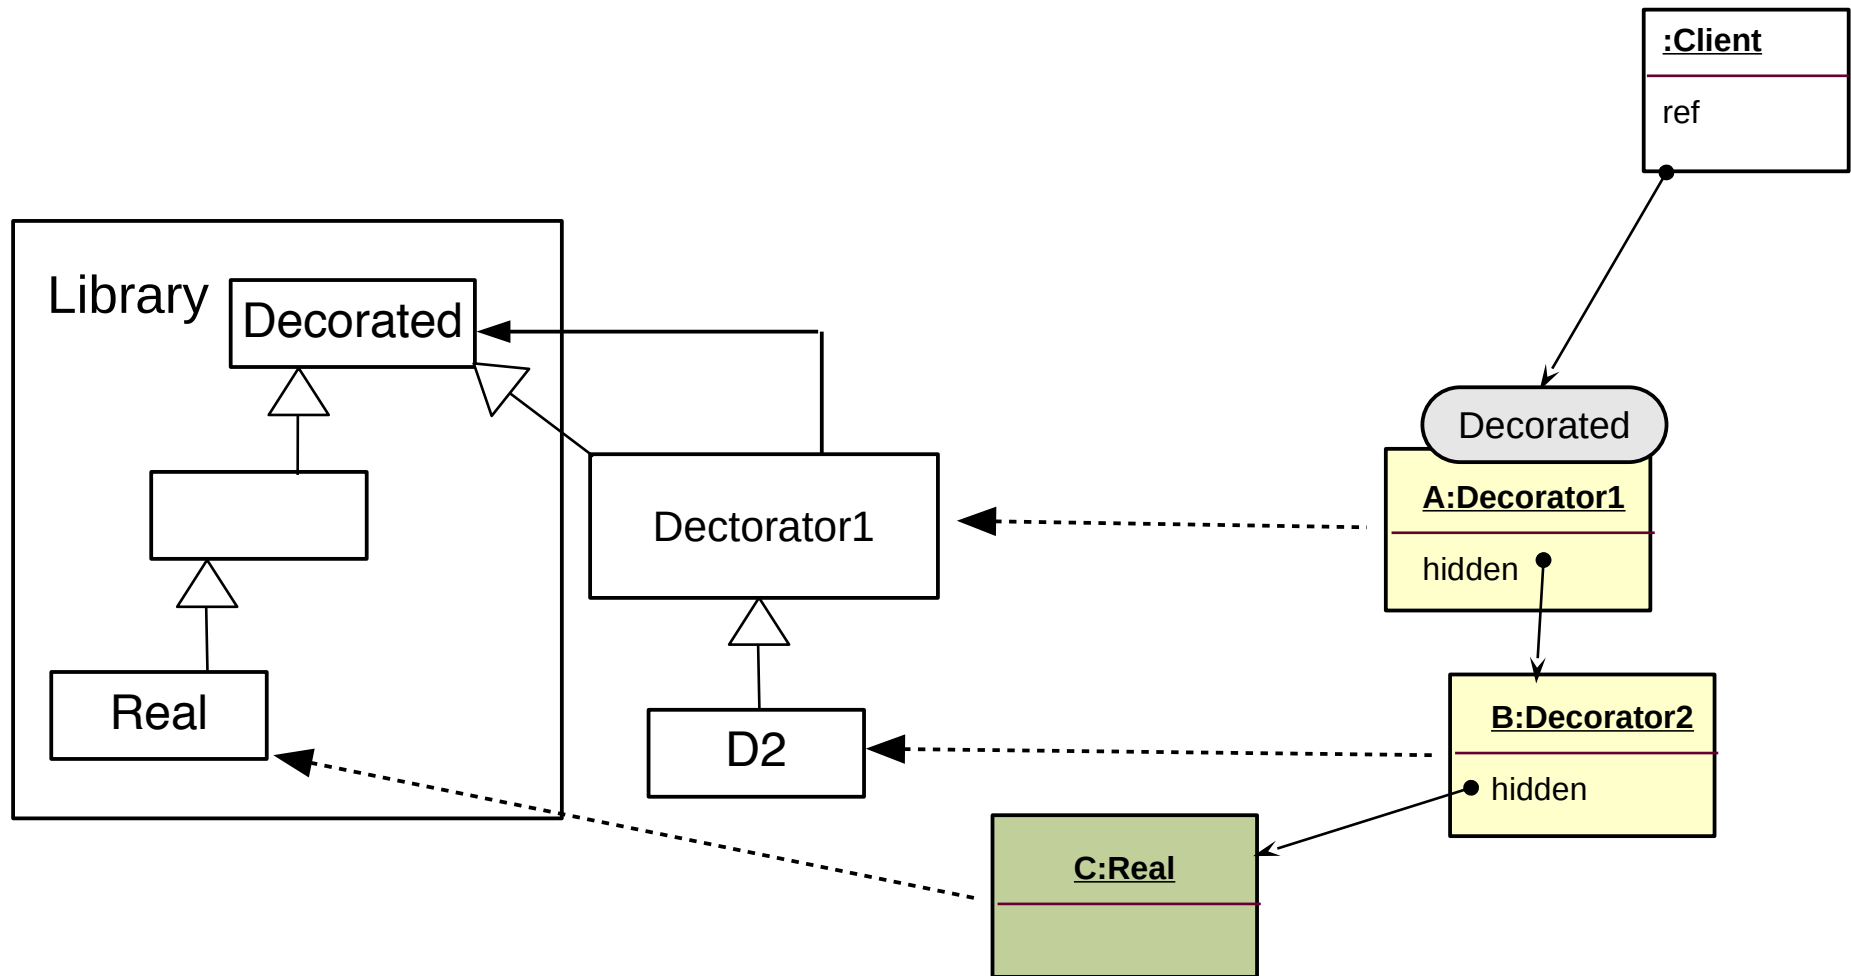 :Client
ref
Library
Decorated
Decorated
A:Decorator1
Dectorator1
hidden
Real
B:Decorator2
D2
hidden
C:Real